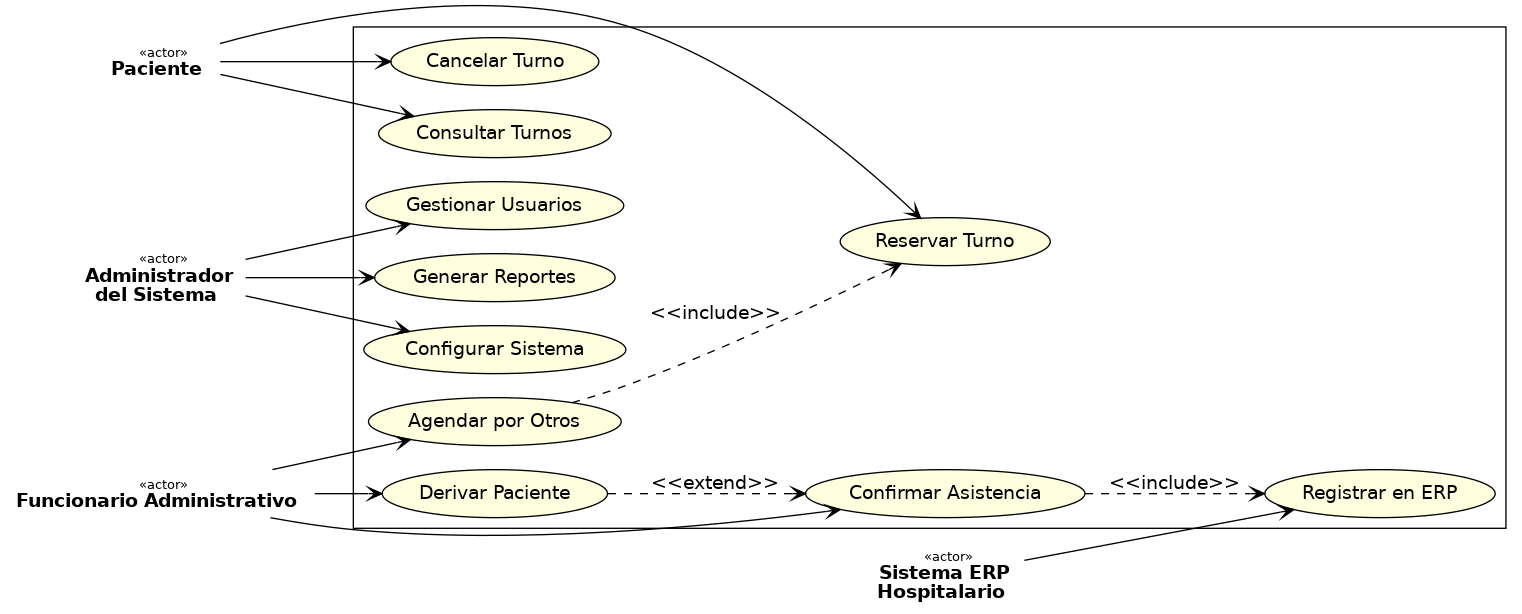 «actor»
Paciente
Cancelar Turno
Consultar Turnos
Gestionar Usuarios
Reservar Turno
«actor»
Administrador
del Sistema
Generar Reportes
<<include>>
Configurar Sistema
Agendar por Otros
«actor»
Funcionario Administrativo
Derivar Paciente
<<extend>>
Confirmar Asistencia
<<include>>
Registrar en ERP
«actor»
Sistema ERP
Hospitalario